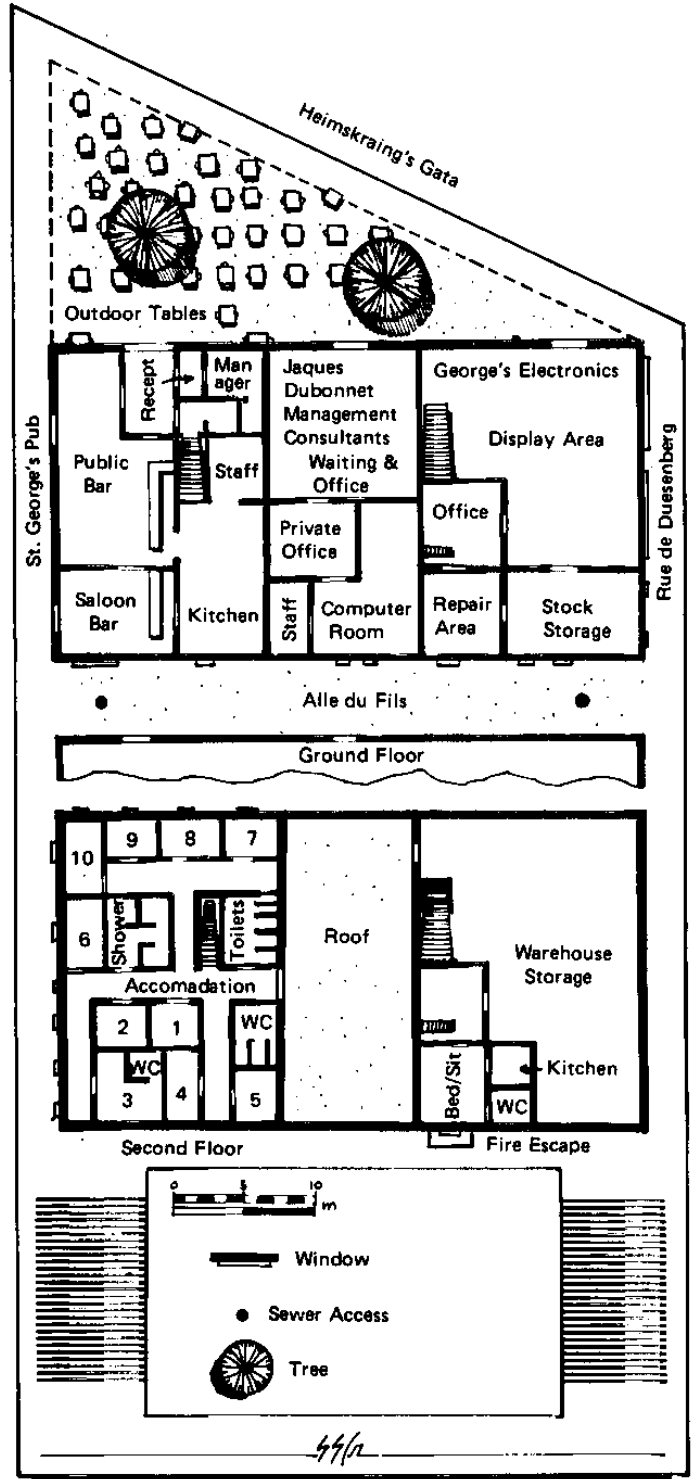 Heimskraing's Gata
Outdoor Tables
St. George's Pub
Recept
Man
ager
Jaques
Dubonnet
Management
Consultants
Waiting &
Office
George's Electronics
Display Area
Rue de Duesenberg
Public
Bar
Staff
Private
Office
Office
Saloon
Bar
Kitchen
Staff
Computer
Room
Repair
Area
Stock
Storage
Alle du Fils
Ground Floor
9
8
7
10
6
Shower
Toilets
Roof
Warehouse
Storage
Accomadation
2
1
WC
WC
3
4
5
Bed/Sit
Kitchen
WC
Second Floor
Fire Escape
0
5
10
m
Window
Sewer Access
Tree